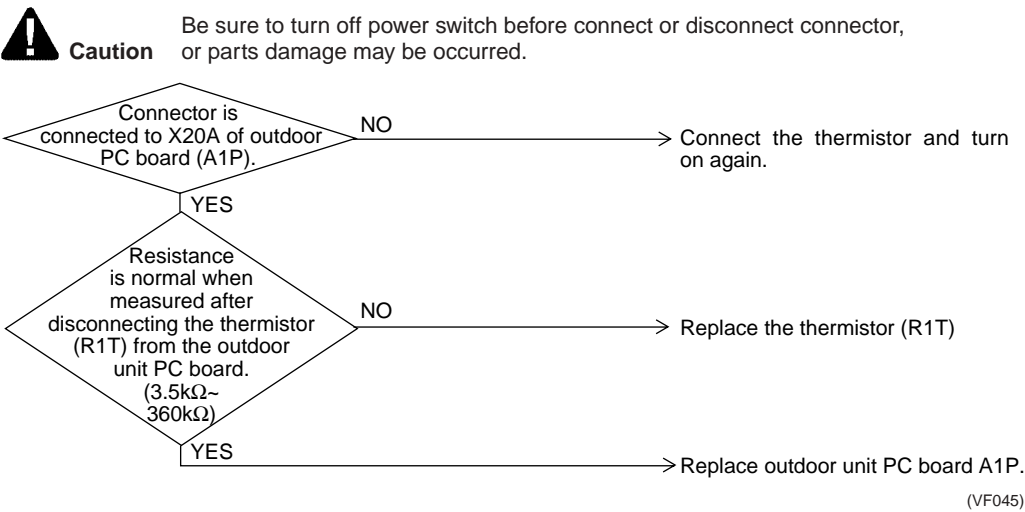 Be sure to turn off power switch before connect or disconnect connector,
Caution or parts damage may be occurred.
Connector is
connected to X20A of outdoor
PC board (A1P).
NO
Connect the thermistor and turn
on again.
YES
Resistance
is normal when
measured after
disconnecting the thermistor
(R1T) from the outdoor
unit PC board.
(3.5kΩ~
360kΩ)
NO
Replace the thermistor (R1T)
YES
Replace outdoor unit PC board A1P.
(VF045)